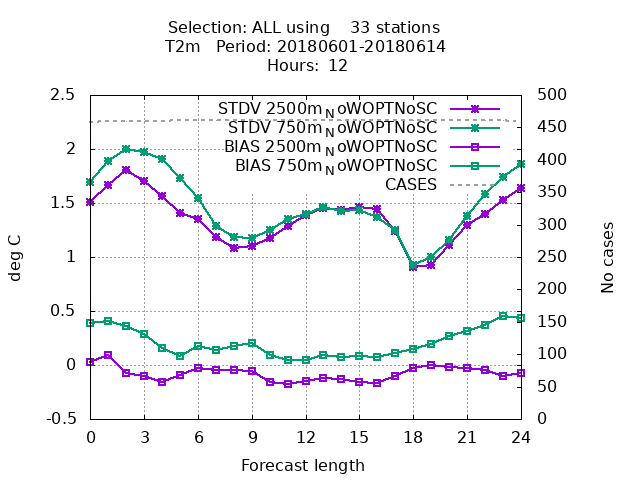 Selection: ALL using    33 stations
T2m   Period: 20180601-20180614
Hours:  12
STDV 2500m_NoWOPTNoSC
STDV 750m_NoWOPTNoSC
BIAS 2500m_NoWOPTNoSC
BIAS 750m_NoWOPTNoSC
CASES
2.5
2
1.5
1
0.5
0
-0.5
deg C
500
450
400
350
300
250
200
150
100
50
0
No cases
0 3 6 9 12 15 18 21 24
Forecast length